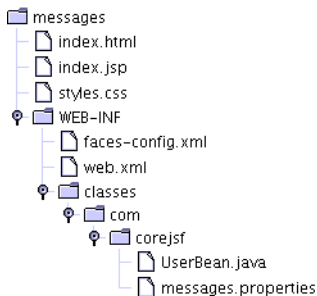 messages
index.html
index.jsp
styles.css
WEB-INF
faces-config.xml
web.xml
classes
com
corejsf
UserBean.java
messages.properties